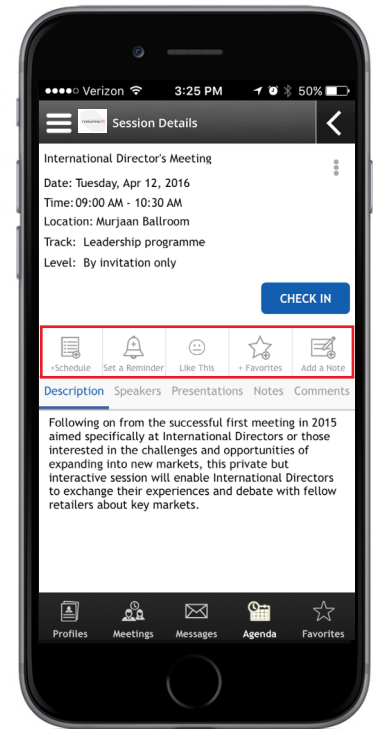 Verizon 3:25 PM 50%
Session Details
International Director's Meeting
Date: Tuesday, Apr 12, 2016
Time: 09:00 AM - 10:30 AM
Location: Murjaan Ballroom
Track: Leadership programme
Level: By invitation only
CHECK IN
+Schedule Set a Reminder Like This + Favorites Add a Note
Description Speakers Presentations Notes Comments
Following on from the successful first meeting in 2015
aimed specifically at International Directors or those
interested in the challenges and opportunities of
expanding into new markets, this private but
interactive session will enable International Directors
to exchange their experiences and debate with fellow
retailers about key markets.
Profiles Meetings Messages Agenda Favorites